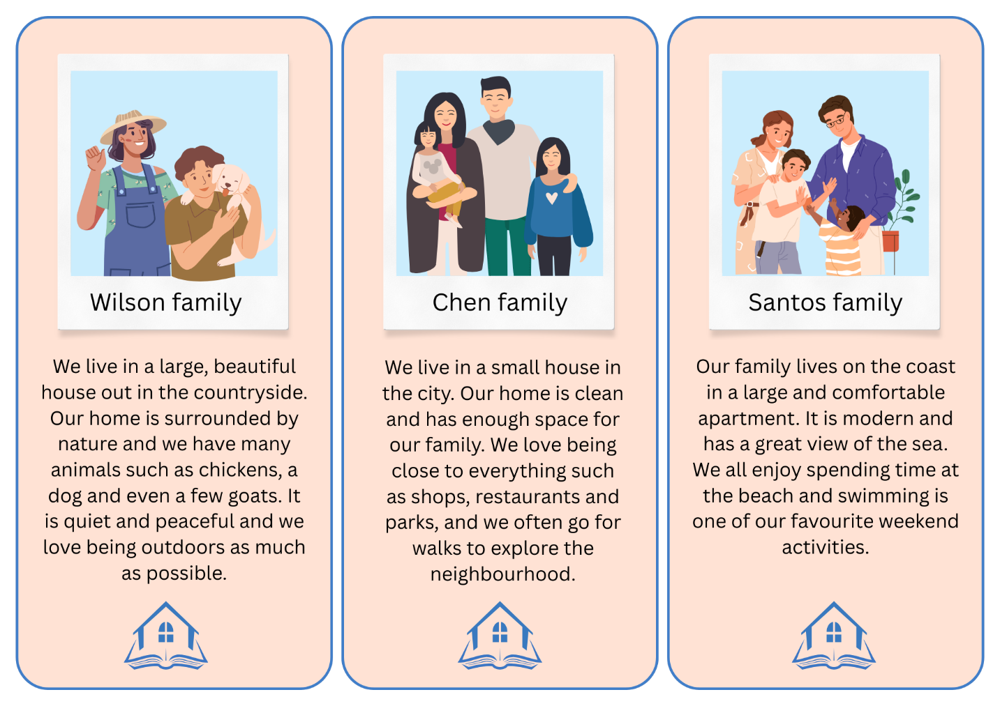 Wilson family
We live in a large, beautiful
house out in the countryside.
Our home is surrounded by
nature and we have many
animals such as chickens, a
dog and even a few goats. It
is quiet and peaceful and we
love being outdoors as much
as possible.
Chen family
We live in a small house in
the city. Our home is clean
and has enough space for
our family. We love being
close to everything such
as shops, restaurants and
parks, and we often go for
walks to explore the
neighbourhood.
Santos family
Our family lives on the coast
in a large and comfortable
apartment. It is modern and
has a great view of the sea.
We all enjoy spending time at
the beach and swimming is
one of our favourite weekend
activities.